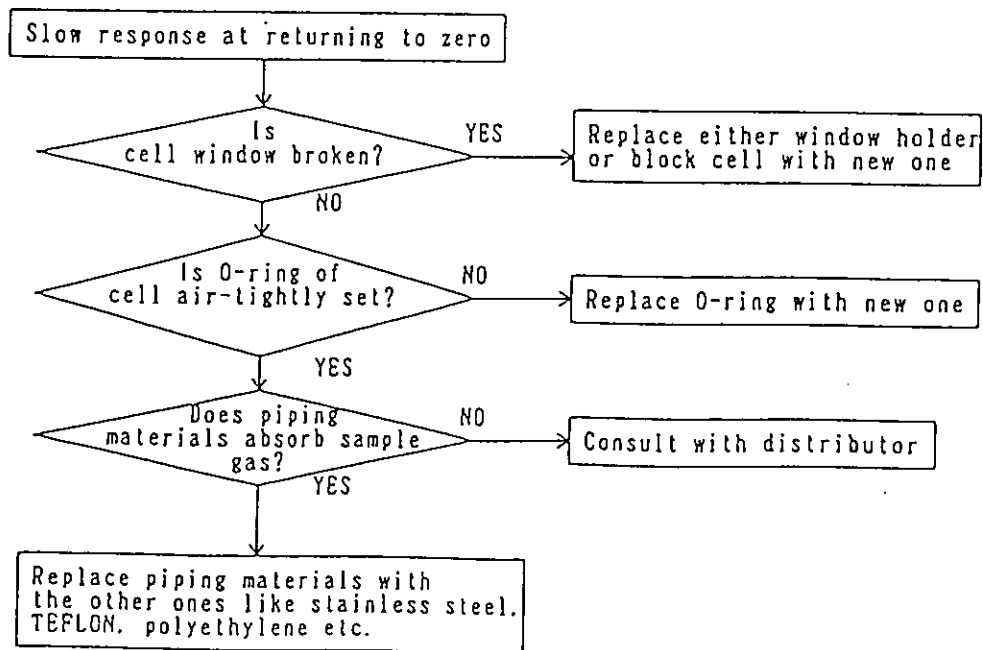 Slow response at returning to zero
Is
cell window broken?
YES
Replace either window holder
or block cell with new one
NO
Is O-ring of
cell air-tightly set?
NO
Replace O-ring with new one
YES
Does piping
materials absorb sample
gas?
NO
Consult with distributor
YES
Replace piping materials with
the other ones like stainless steel.
TEFLON. polyethylene etc.